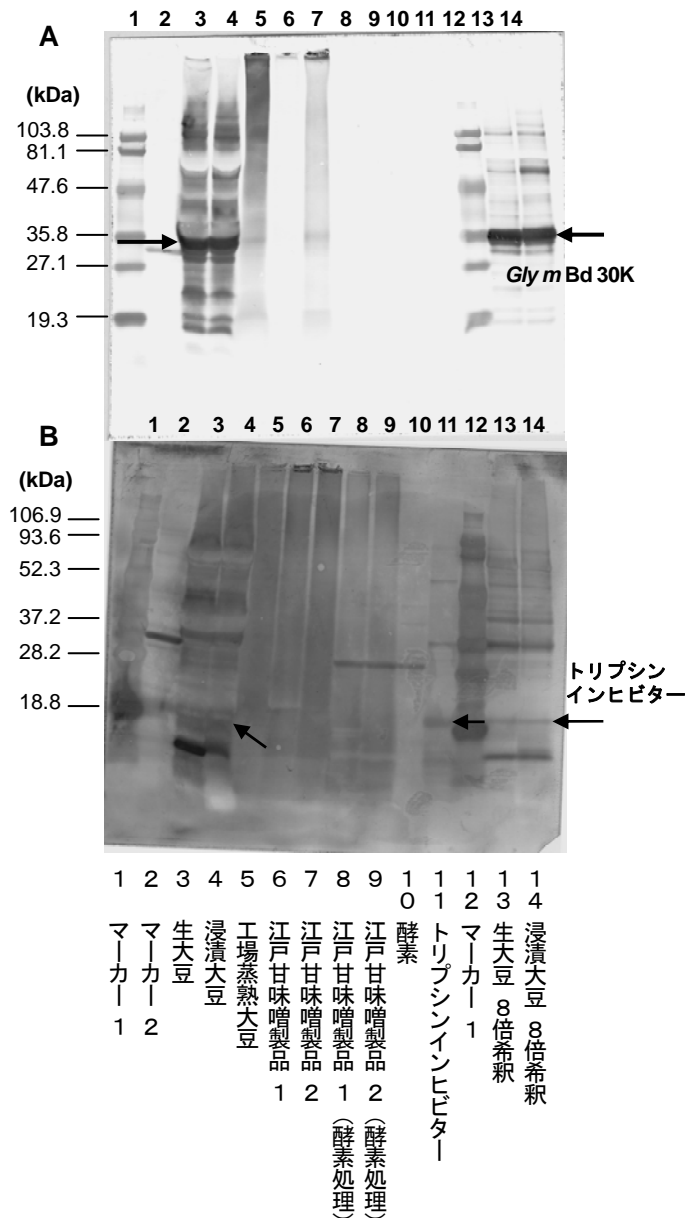 1 2 3 4 5 6 7 8 9 10 11 12 13 14
A
(kDa)
103.8
81.1
47.6
35.8
27.1
19.3
Gly m Bd 30K
1 2 3 4 5 6 7 8 9 10 11 12 13 14
B
(kDa)
106.9
93.6
52.3
37.2
28.2
18.8
トリプシン
インヒビター
1 マーカー 1
2 マーカー 2
3 生大豆
4 浸漬大豆
5 工場蒸熟大豆
6 江戸甘味噌製品 1
7 江戸甘味噌製品 2
8 江戸甘味噌製品 1 (酵素処理)
9 江戸甘味噌製品 2 (酵素処理)
10 酵素
11 トリプシンインヒビター
12 マーカー 1
13 生大豆 8倍希釈
14 浸漬大豆 8倍希釈